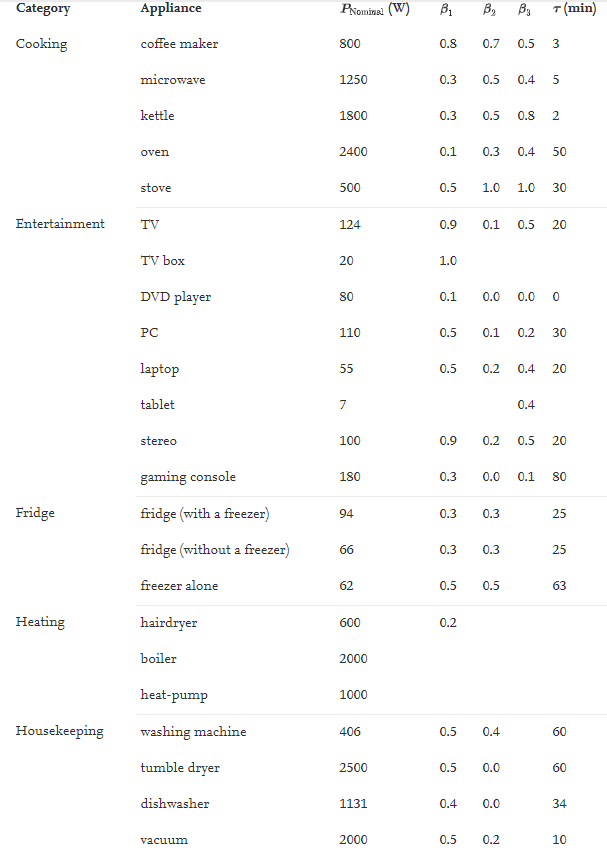 Category Appliance P_Nominal (W) β₁ β₂ β₃ τ (min)
Cooking coffee maker 800 0.8 0.7 0.5 3
microwave 1250 0.3 0.5 0.4 5
kettle 1800 0.3 0.5 0.8 2
oven 2400 0.1 0.3 0.4 50
stove 500 0.5 1.0 1.0 30
Entertainment TV 124 0.9 0.1 0.5 20
TV box 20 1.0
DVD player 80 0.1 0.0 0.0 0
PC 110 0.5 0.1 0.2 30
laptop 55 0.5 0.2 0.4 20
tablet 7 0.4
stereo 100 0.9 0.2 0.5 20
gaming console 180 0.3 0.0 0.1 80
Fridge fridge (with a freezer) 94 0.3 0.3 25
fridge (without a freezer) 66 0.3 0.3 25
freezer alone 62 0.5 0.5 63
Heating hairdryer 600 0.2
boiler 2000
heat-pump 1000
Housekeeping washing machine 406 0.5 0.4 60
tumble dryer 2500 0.5 0.0 60
dishwasher 1131 0.4 0.0 34
vacuum 2000 0.5 0.2 10